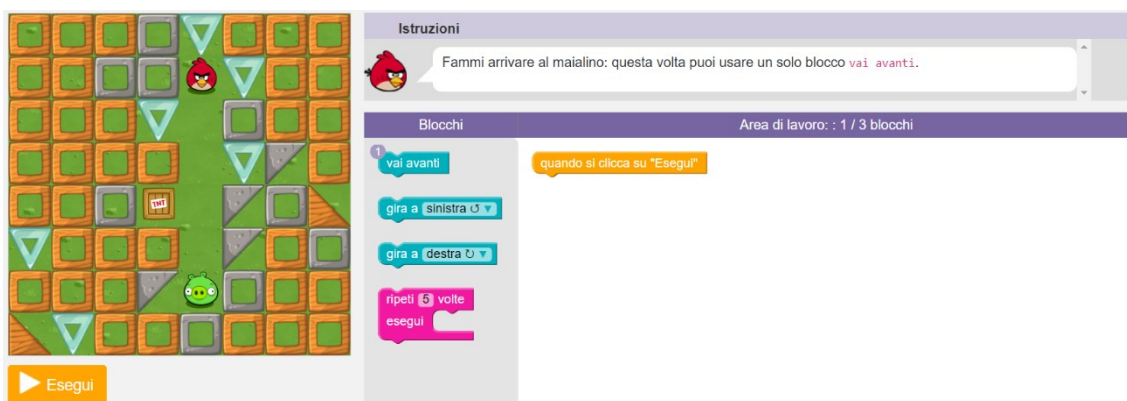 Istruzioni
Fammi arrivare al maialino: questa volta puoi usare un solo blocco vai avanti.
Blocchi
Area di lavoro: : 1 / 3 blocchi
1
vai avanti
quando si clicca su "Esegui"
gira a sinistra ↺ ▼
gira a destra ↻ ▼
ripeti 5 volte
esegui
TNT
Esegui